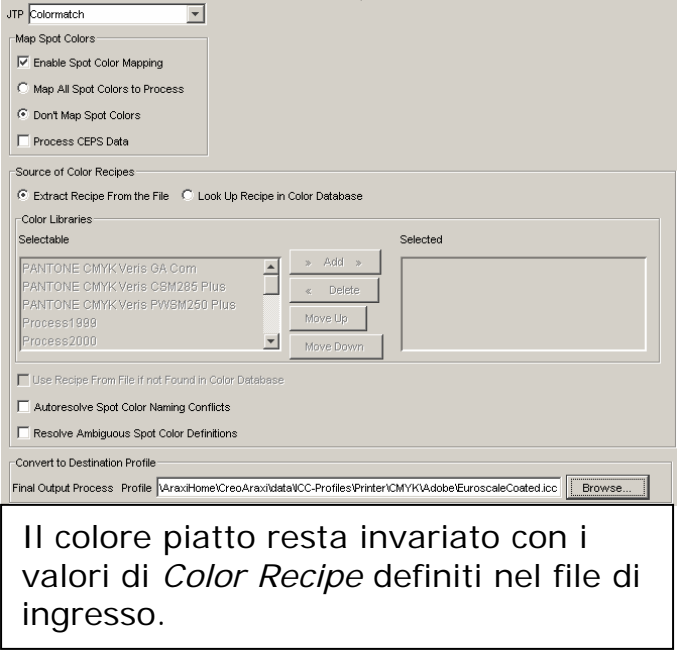 JTP Colormatch
Map Spot Colors
Enable Spot Color Mapping
Map All Spot Colors to Process
Don't Map Spot Colors
Process CEPS Data
Source of Color Recipes
Extract Recipe From the File Look Up Recipe in Color Database
Color Libraries
Selectable Selected
PANTONE CMYK Veris GA Com
PANTONE CMYK Veris CSM285 Plus
PANTONE CMYK Veris PWSM250 Plus
Process1999
Process2000
» Add »
« Delete
Move Up
Move Down
Use Recipe From File if not Found in Color Database
Autoresolve Spot Color Naming Conflicts
Resolve Ambiguous Spot Color Definitions
Convert to Destination Profile
Final Output Process Profile \AraxiHome\CreoAraxi\data\ICC-Profiles\Printer\CMYK\Adobe\EuroscaleCoated.icc Browse...
Il colore piatto resta invariato con i
valori di Color Recipe definiti nel file di
ingresso.